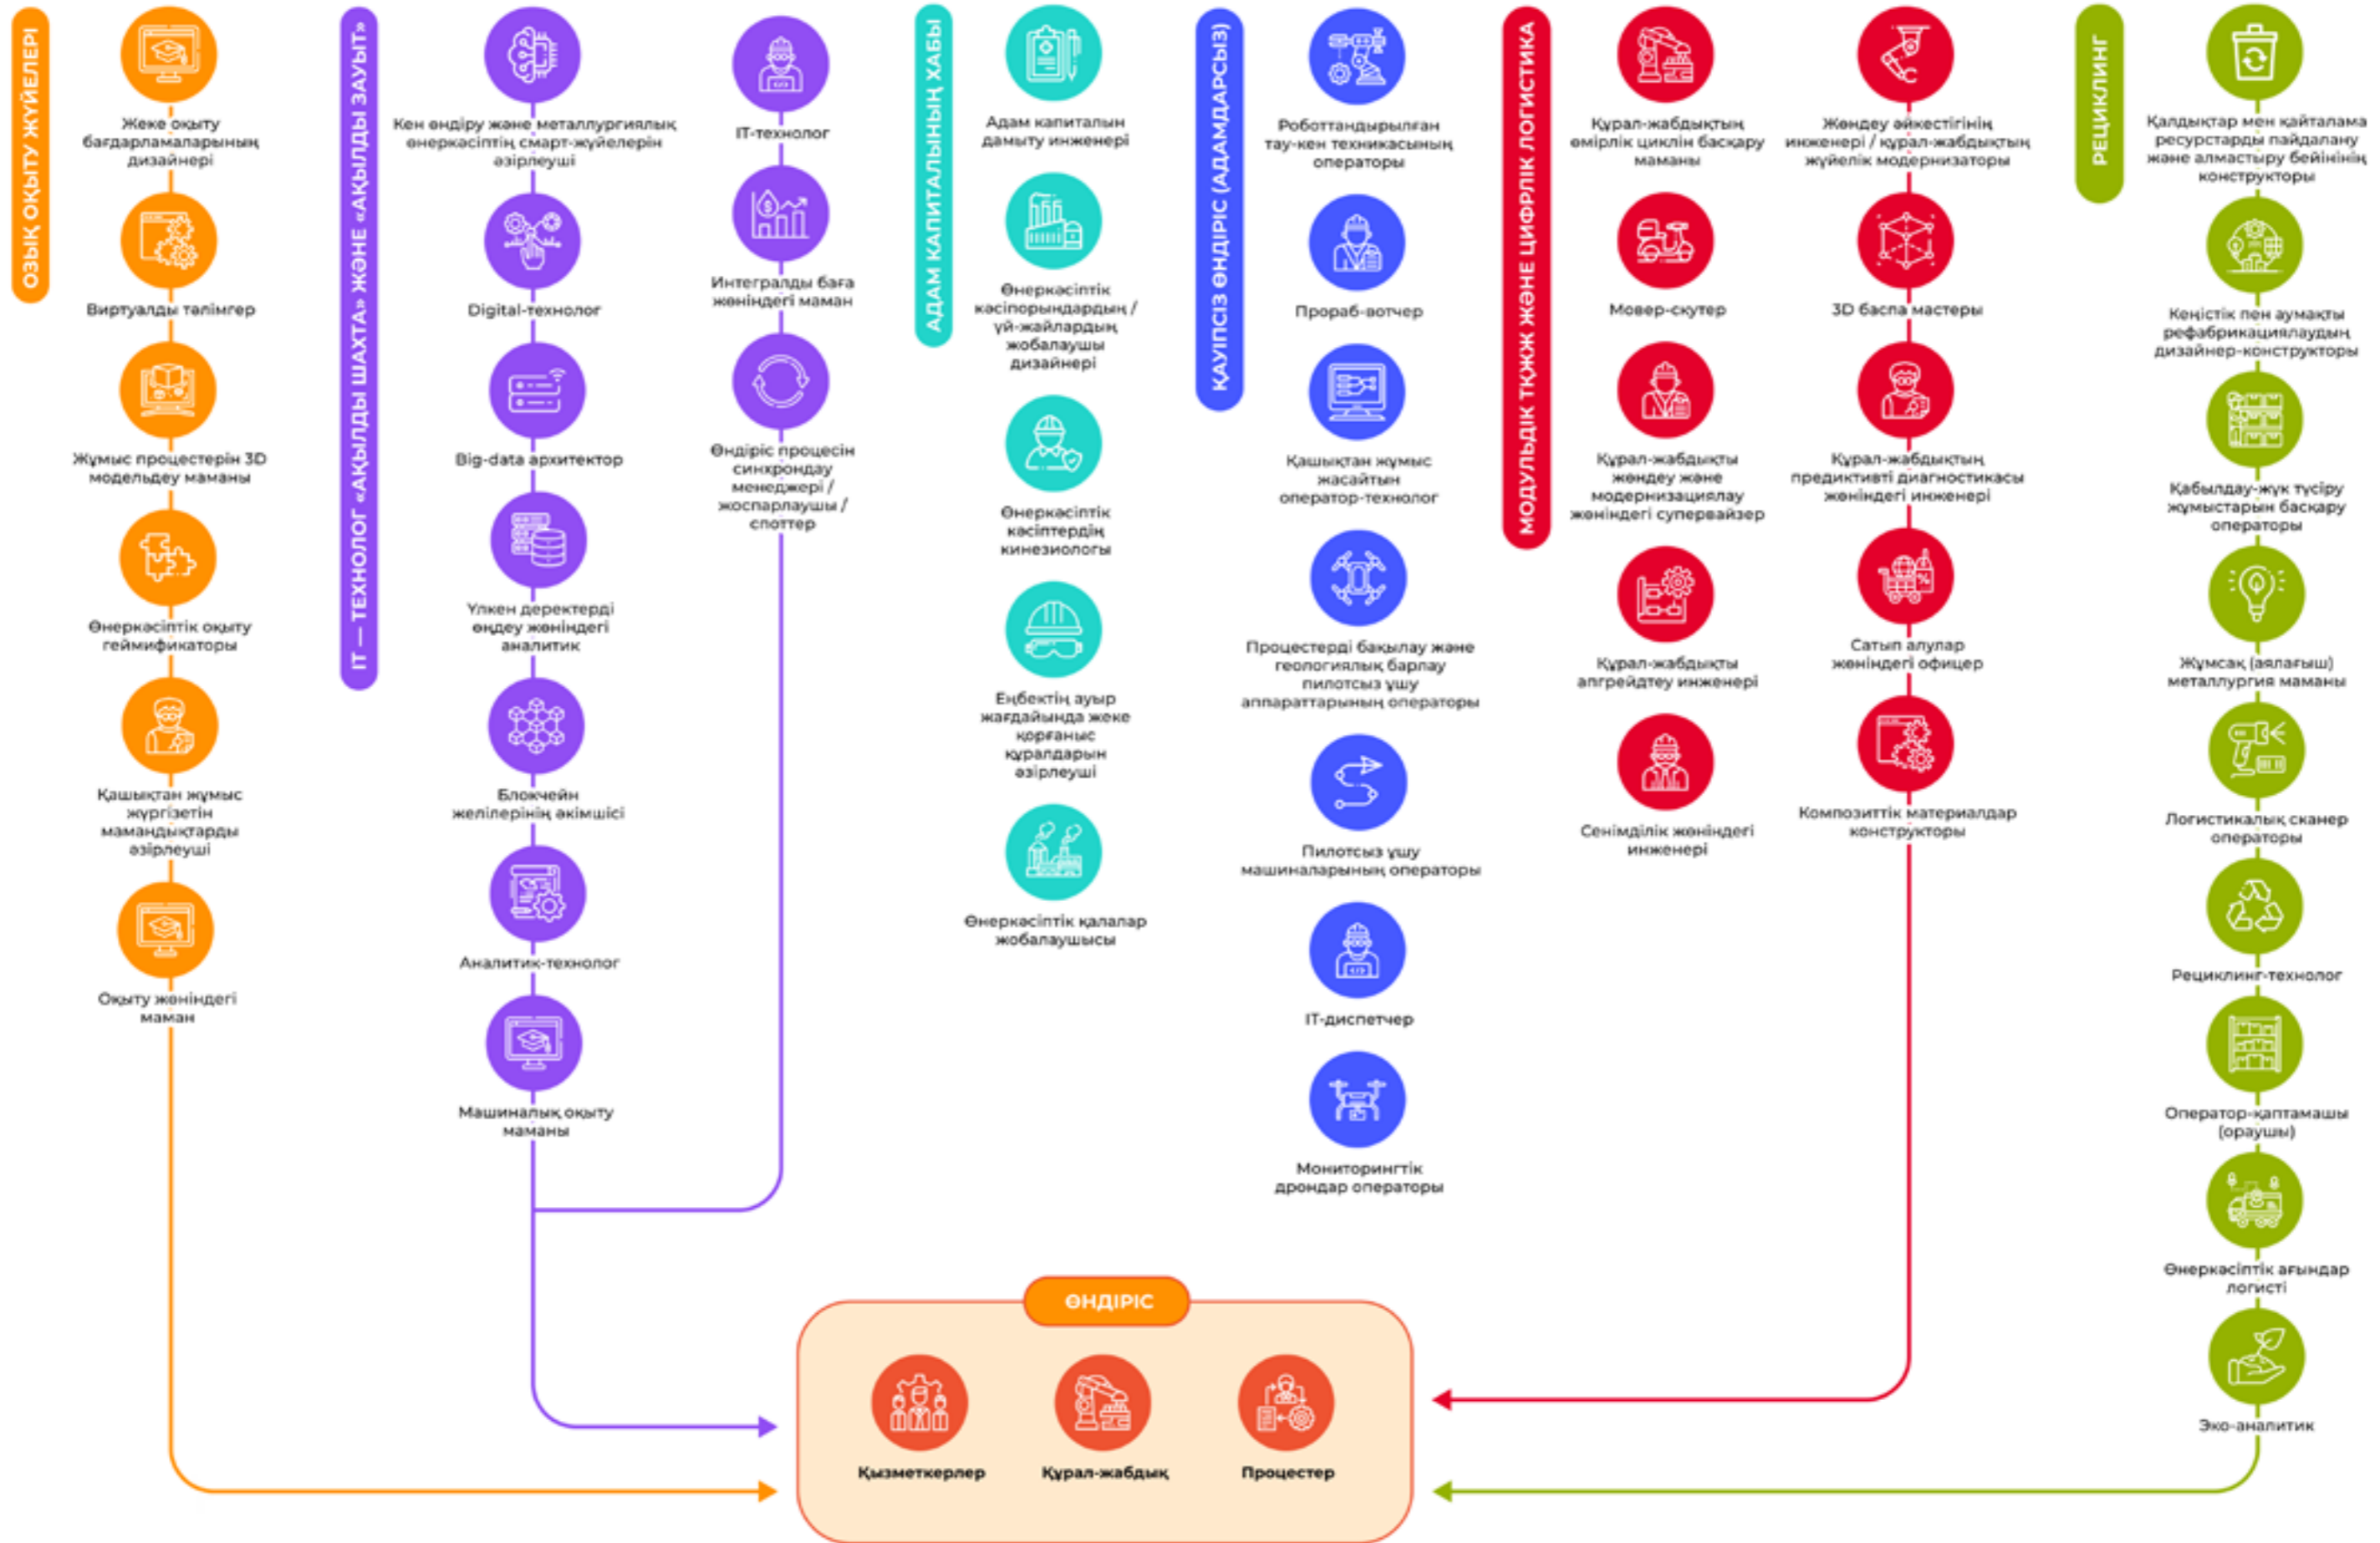 ОЗЫҚ ОҚЫТУ ЖҮЙЕЛЕРІ
Жеке оқыту
бағдарламаларының
дизайнері
Виртуалды тәлімгер
Жұмыс процестерін 3D
модельдеу маманы
Өнеркәсіптік оқыту
геймификаторы
Қашықтан жұмыс
жүргізетін
мамандықтарды
әзірлеуші
Оқыту жөніндегі
маман
IT — ТЕХНОЛОГ «АҚЫЛДЫ ШАХТА» ЖӘНЕ «АҚЫЛДЫ ЗАУЫТ»
Кен өндіру және металлургиялық
өнеркәсіптің смарт-жүйелерін
әзірлеуші
Digital-технолог
Big-data архитектор
Үлкен деректерді
өңдеу жөніндегі
аналитик
Блокчейн
желілерінің әкімшісі
Аналитик-технолог
Машиналық оқыту
маманы
IT-технолог
Интегралды баға
жөніндегі маман
Өндіріс процесін
синхрондау
менеджері /
жоспарлаушы /
споттер
АДАМ КАПИТАЛЫНЫҢ ХАБЫ
Адам капиталын
дамыту инженері
Өнеркәсіптік
кәсіпорындардың /
үй-жайлардың
жобалаушы
дизайнері
Өнеркәсіптік
кәсіптердің
кинезиологы
Еңбектің ауыр
жағдайында жеке
қорғаныс
құралдарын
әзірлеуші
Өнеркәсіптік қалалар
жобалаушысы
ҚАУІПСІЗ ӨНДІРІС (АДАМДАРСЫЗ)
Роботтандырылған
тау-кен техникасының
операторы
Прораб-вотчер
Қашықтан жұмыс
жасайтын
оператор-технолог
Процестерді бақылау және
геологиялық барлау
пилотсыз ұшу
аппараттарының операторы
Пилотсыз ұшу
машиналарының операторы
IT-диспетчер
Мониторингтік
дрондар операторы
МОДУЛЬДІК ТҚЖЖ ЖӘНЕ ЦИФРЛІК ЛОГИСТИКА
Құрал-жабдықтың
өмірлік циклін басқару
маманы
Мовер-скутер
Құрал-жабдықты
жөндеу және
модернизациялау
жөніндегі супервайзер
Құрал-жабдықты
апгрейдтеу инженері
Сенімділік жөніндегі
инженері
Жөндеу әйкестігінің
инженері / құрал-жабдықтың
жүйелік модернизаторы
3D баспа мастеры
Құрал-жабдықтың
предиктивті диагностикасы
жөніндегі инженері
Сатып алулар
жөніндегі офицер
Композиттік материалдар
конструкторы
РЕЦИКЛИНГ
Қалдықтар мен қайталама
ресурстарды пайдалану
және алмастыру бейінінің
конструкторы
Кеңістік пен аумақты
рефабрикациялаудың
дизайнер-конструкторы
Қабылдау-жүк түсіру
жұмыстарын басқару
операторы
Жұмсақ (аялағыш)
металлургия маманы
Логистикалық сканер
операторы
Рециклинг-технолог
Оператор-қаптамашы
(ораушы)
Өнеркәсіптік ағындар
логисті
Эко-аналитик
ӨНДІРІС
Қызметкерлер
Құрал-жабдық
Процестер